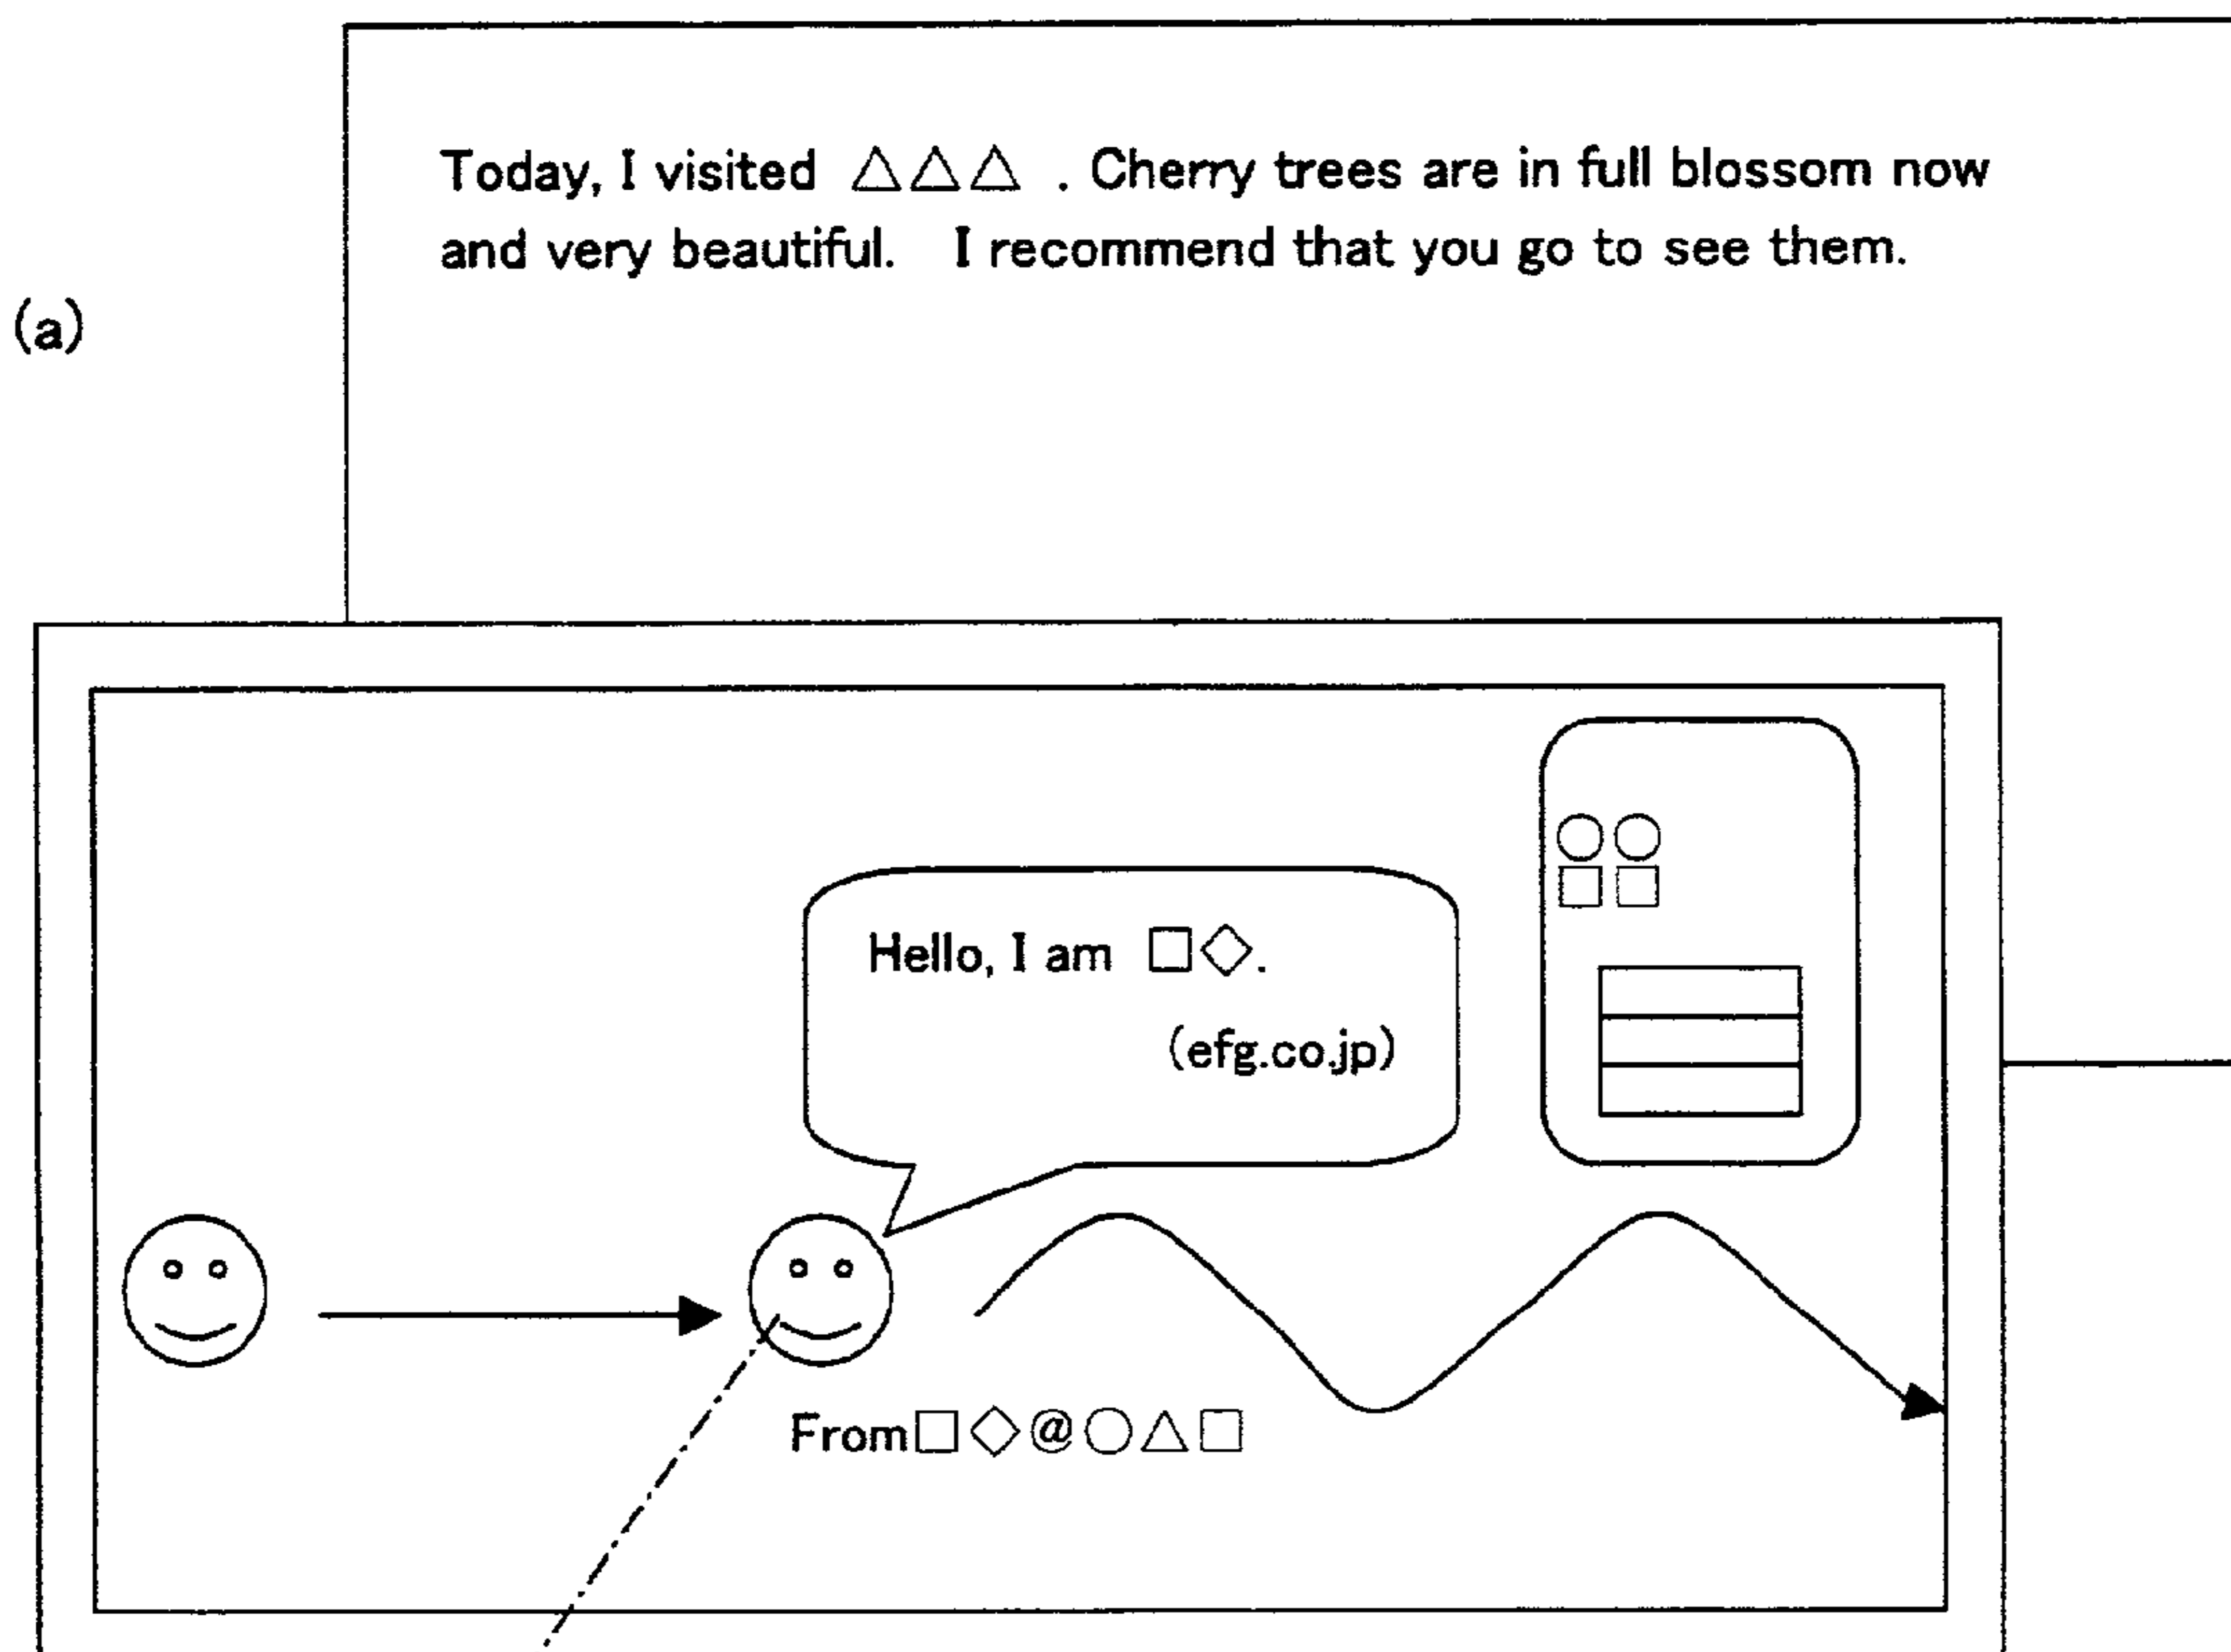 Today, I visited △△△ . Cherry trees are in full blossom now
and very beautiful. I recommend that you go to see them.
(a)
○○
□□
Hello, I am □◇.
(efg.co.jp)
From□◇@○△□